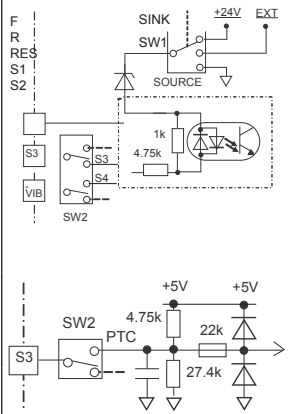 F
R
RES
S1
S2
SINK
SW1
+24V
EXT
SOURCE
1k
4.75k
S3
S3
S4
VIB
SW2
+5V
+5V
4.75k
SW2
PTC
22k
S3
27.4k